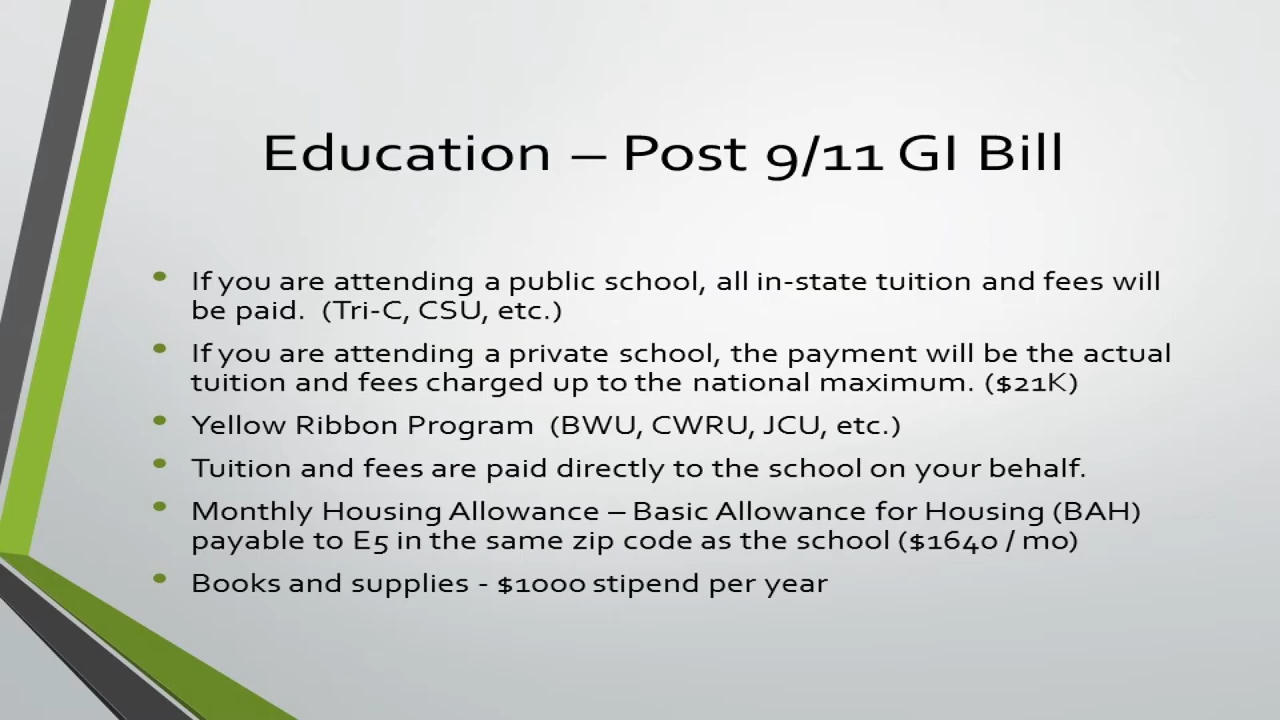 Education – Post 9/11 GI Bill
• If you are attending a public school, all in-state tuition and fees will
be paid.  (Tri-C, CSU, etc.)
• If you are attending a private school, the payment will be the actual
tuition and fees charged up to the national maximum. ($21K)
• Yellow Ribbon Program  (BWU, CWRU, JCU, etc.)
• Tuition and fees are paid directly to the school on your behalf.
• Monthly Housing Allowance – Basic Allowance for Housing (BAH)
payable to E5 in the same zip code as the school ($1640 / mo)
• Books and supplies - $1000 stipend per year